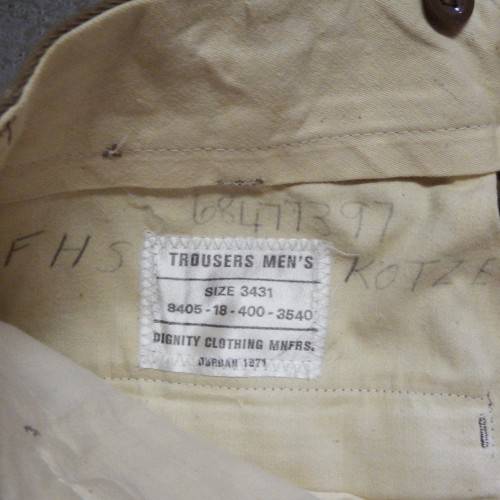 68477397
FHS KOTZE
TROUSERS MEN'S
SIZE 3431
8405-18-400-3540
DIGNITY CLOTHING MNFRS.
DURBAN 1971